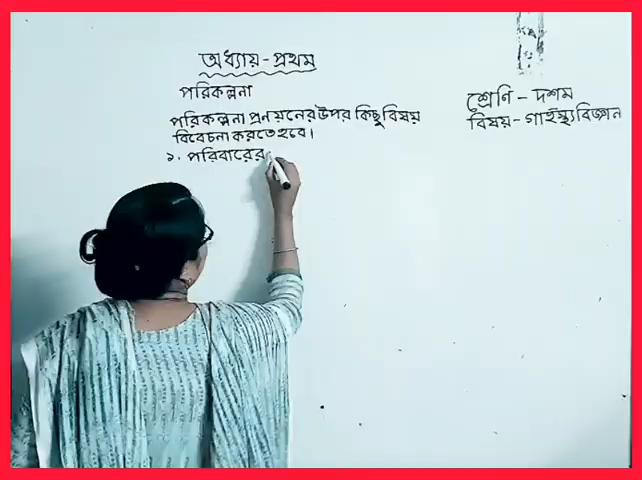 অধ্যায় - প্রথম
পরিকল্পনা
পরিকল্পনা প্রণয়নের উপর কিছু বিষয়
বিবেচনা করতে হবে।
১. পরিবারের
শ্রেণি - দশম
বিষয় - গার্হস্থ্য বিজ্ঞান